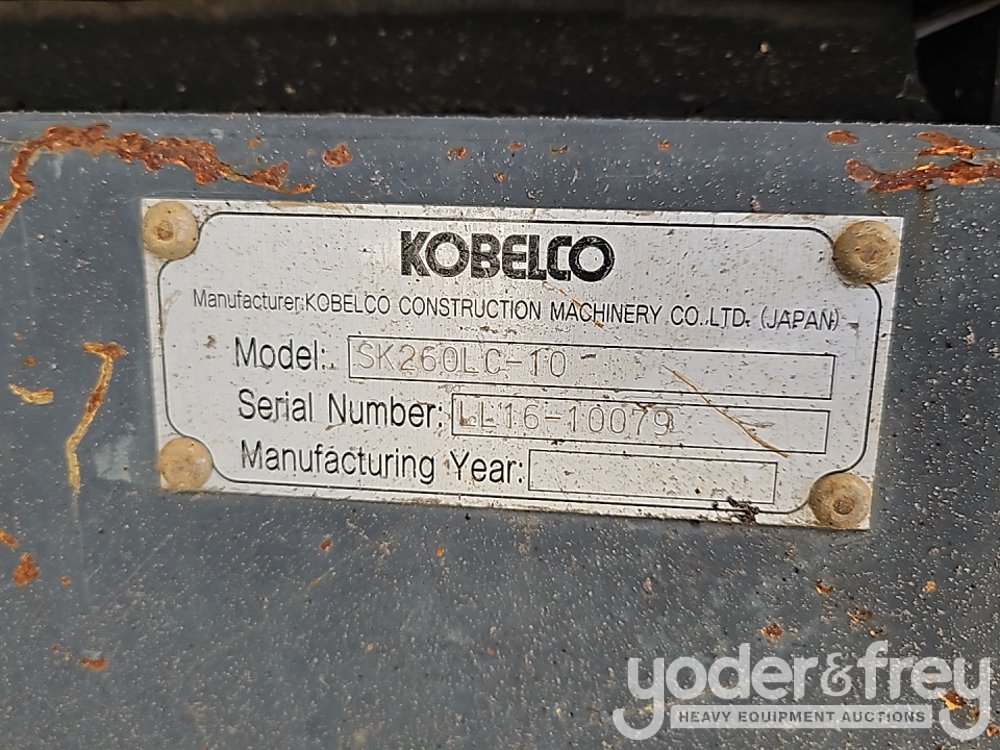 KOBELCO
Manufacturer:KOBELCO CONSTRUCTION MACHINERY CO.LTD. (JAPAN)
Model: SK260LC-10
Serial Number: LL16-10079
Manufacturing Year:
yoder&frey
HEAVY EQUIPMENT AUCTIONS